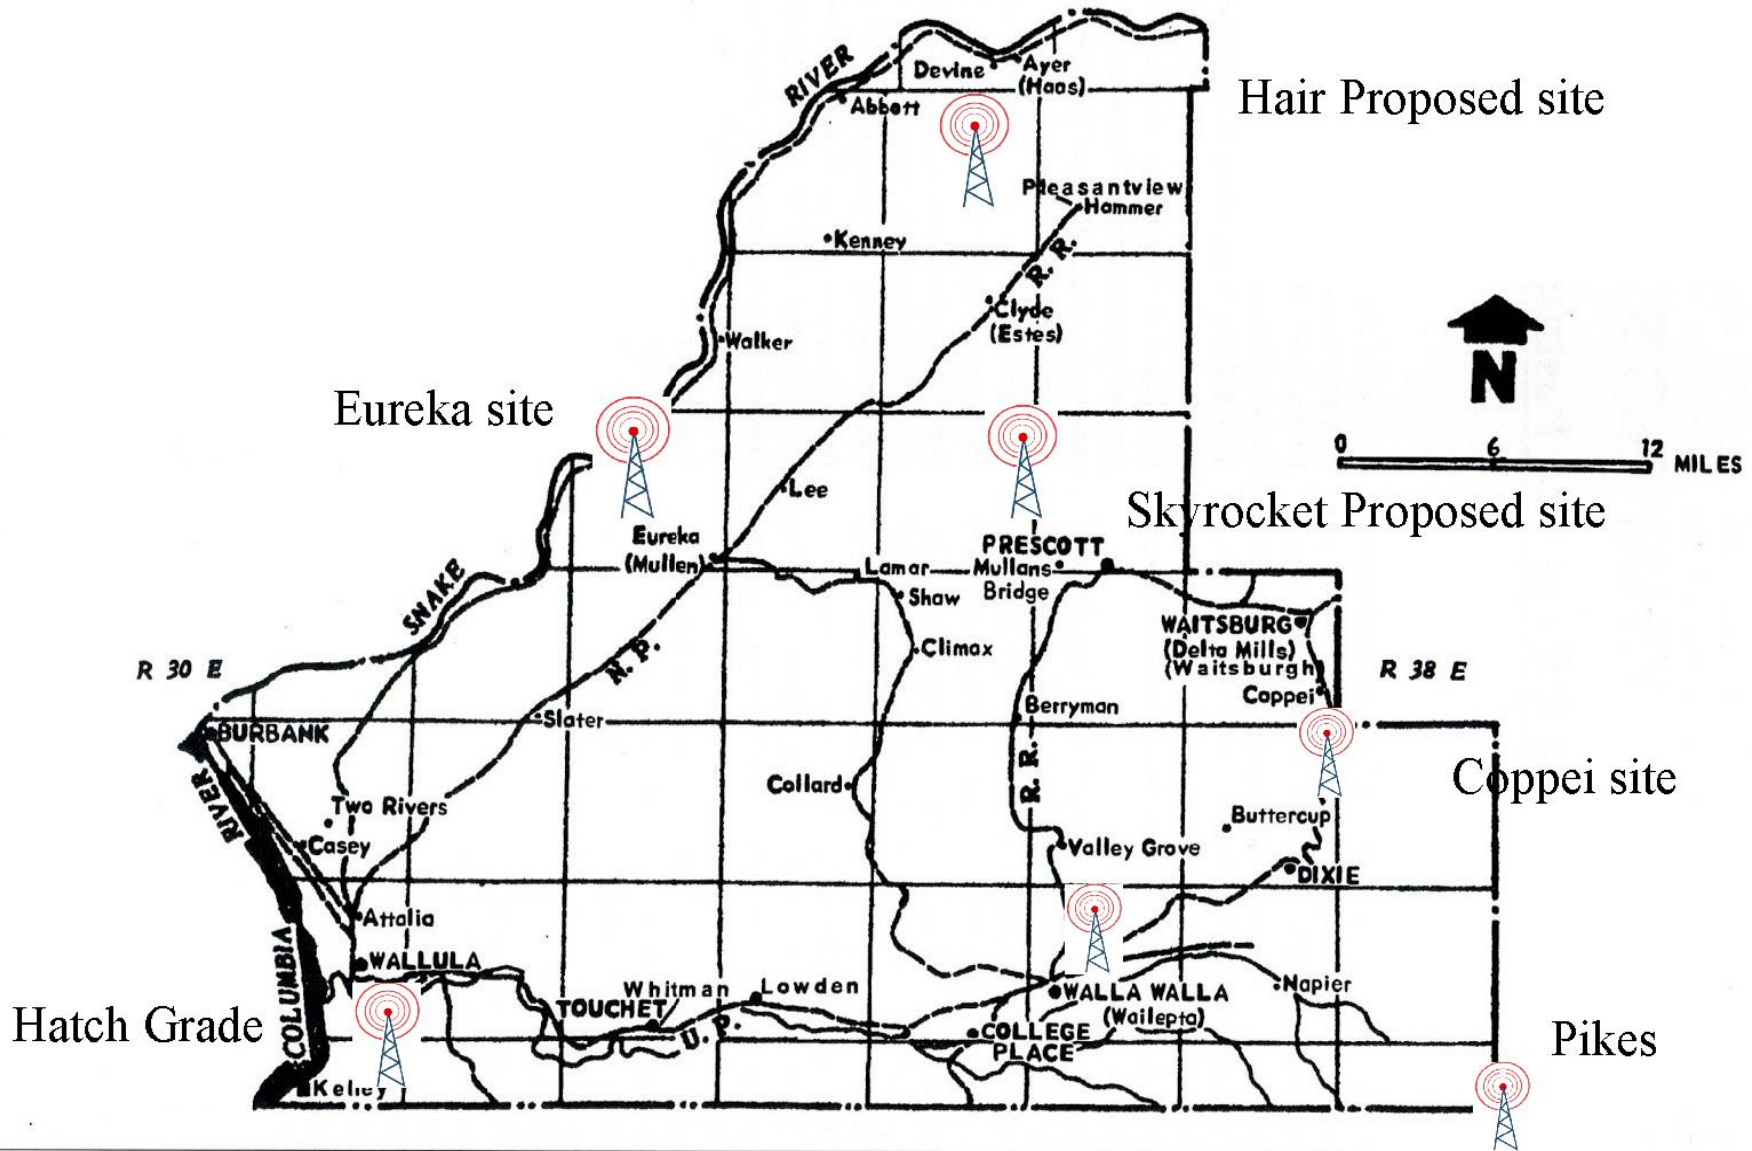 RIVER
Devine
Ayer
(Haas)
Hair Proposed site
Abbott
Pleasantview
Hammer
Kenney
R. R.
Clyde
(Estes)
Walker
N
Eureka site
0 6 12 MILES
Lee
Skyrocket Proposed site
Eureka
(Mullen)
PRESCOTT
Lamar
Mullans
Bridge
Shaw
SNAKE
WAITSBURG
(Delta Mills)
(Waitsburgh)
Climax
N. P.
R 30 E
R 38 E
Coppei
Berryman
Slater
BURBANK
R. R.
Coppei site
Collard
RIVER
Two Rivers
Buttercup
Casey
Valley Grove
DIXIE
Attalia
WALLULA
Whitman
Lowden
Napier
TOUCHET
WALLA WALLA
(Wailepta)
Hatch Grade
COLUMBIA
U. P.
COLLEGE
PLACE
Pikes
Kelley